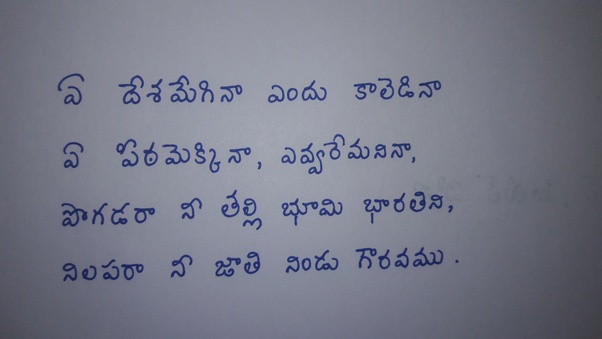 ఏ దేశమేగినా ఎందు కాలెడినా
ఏ పీఠమెక్కినా, ఎవ్వరేమనినా,
పొగడరా నీ తల్లి భూమి భారతిని,
నిలపరా నీ జాతి నిండు గౌరవము.